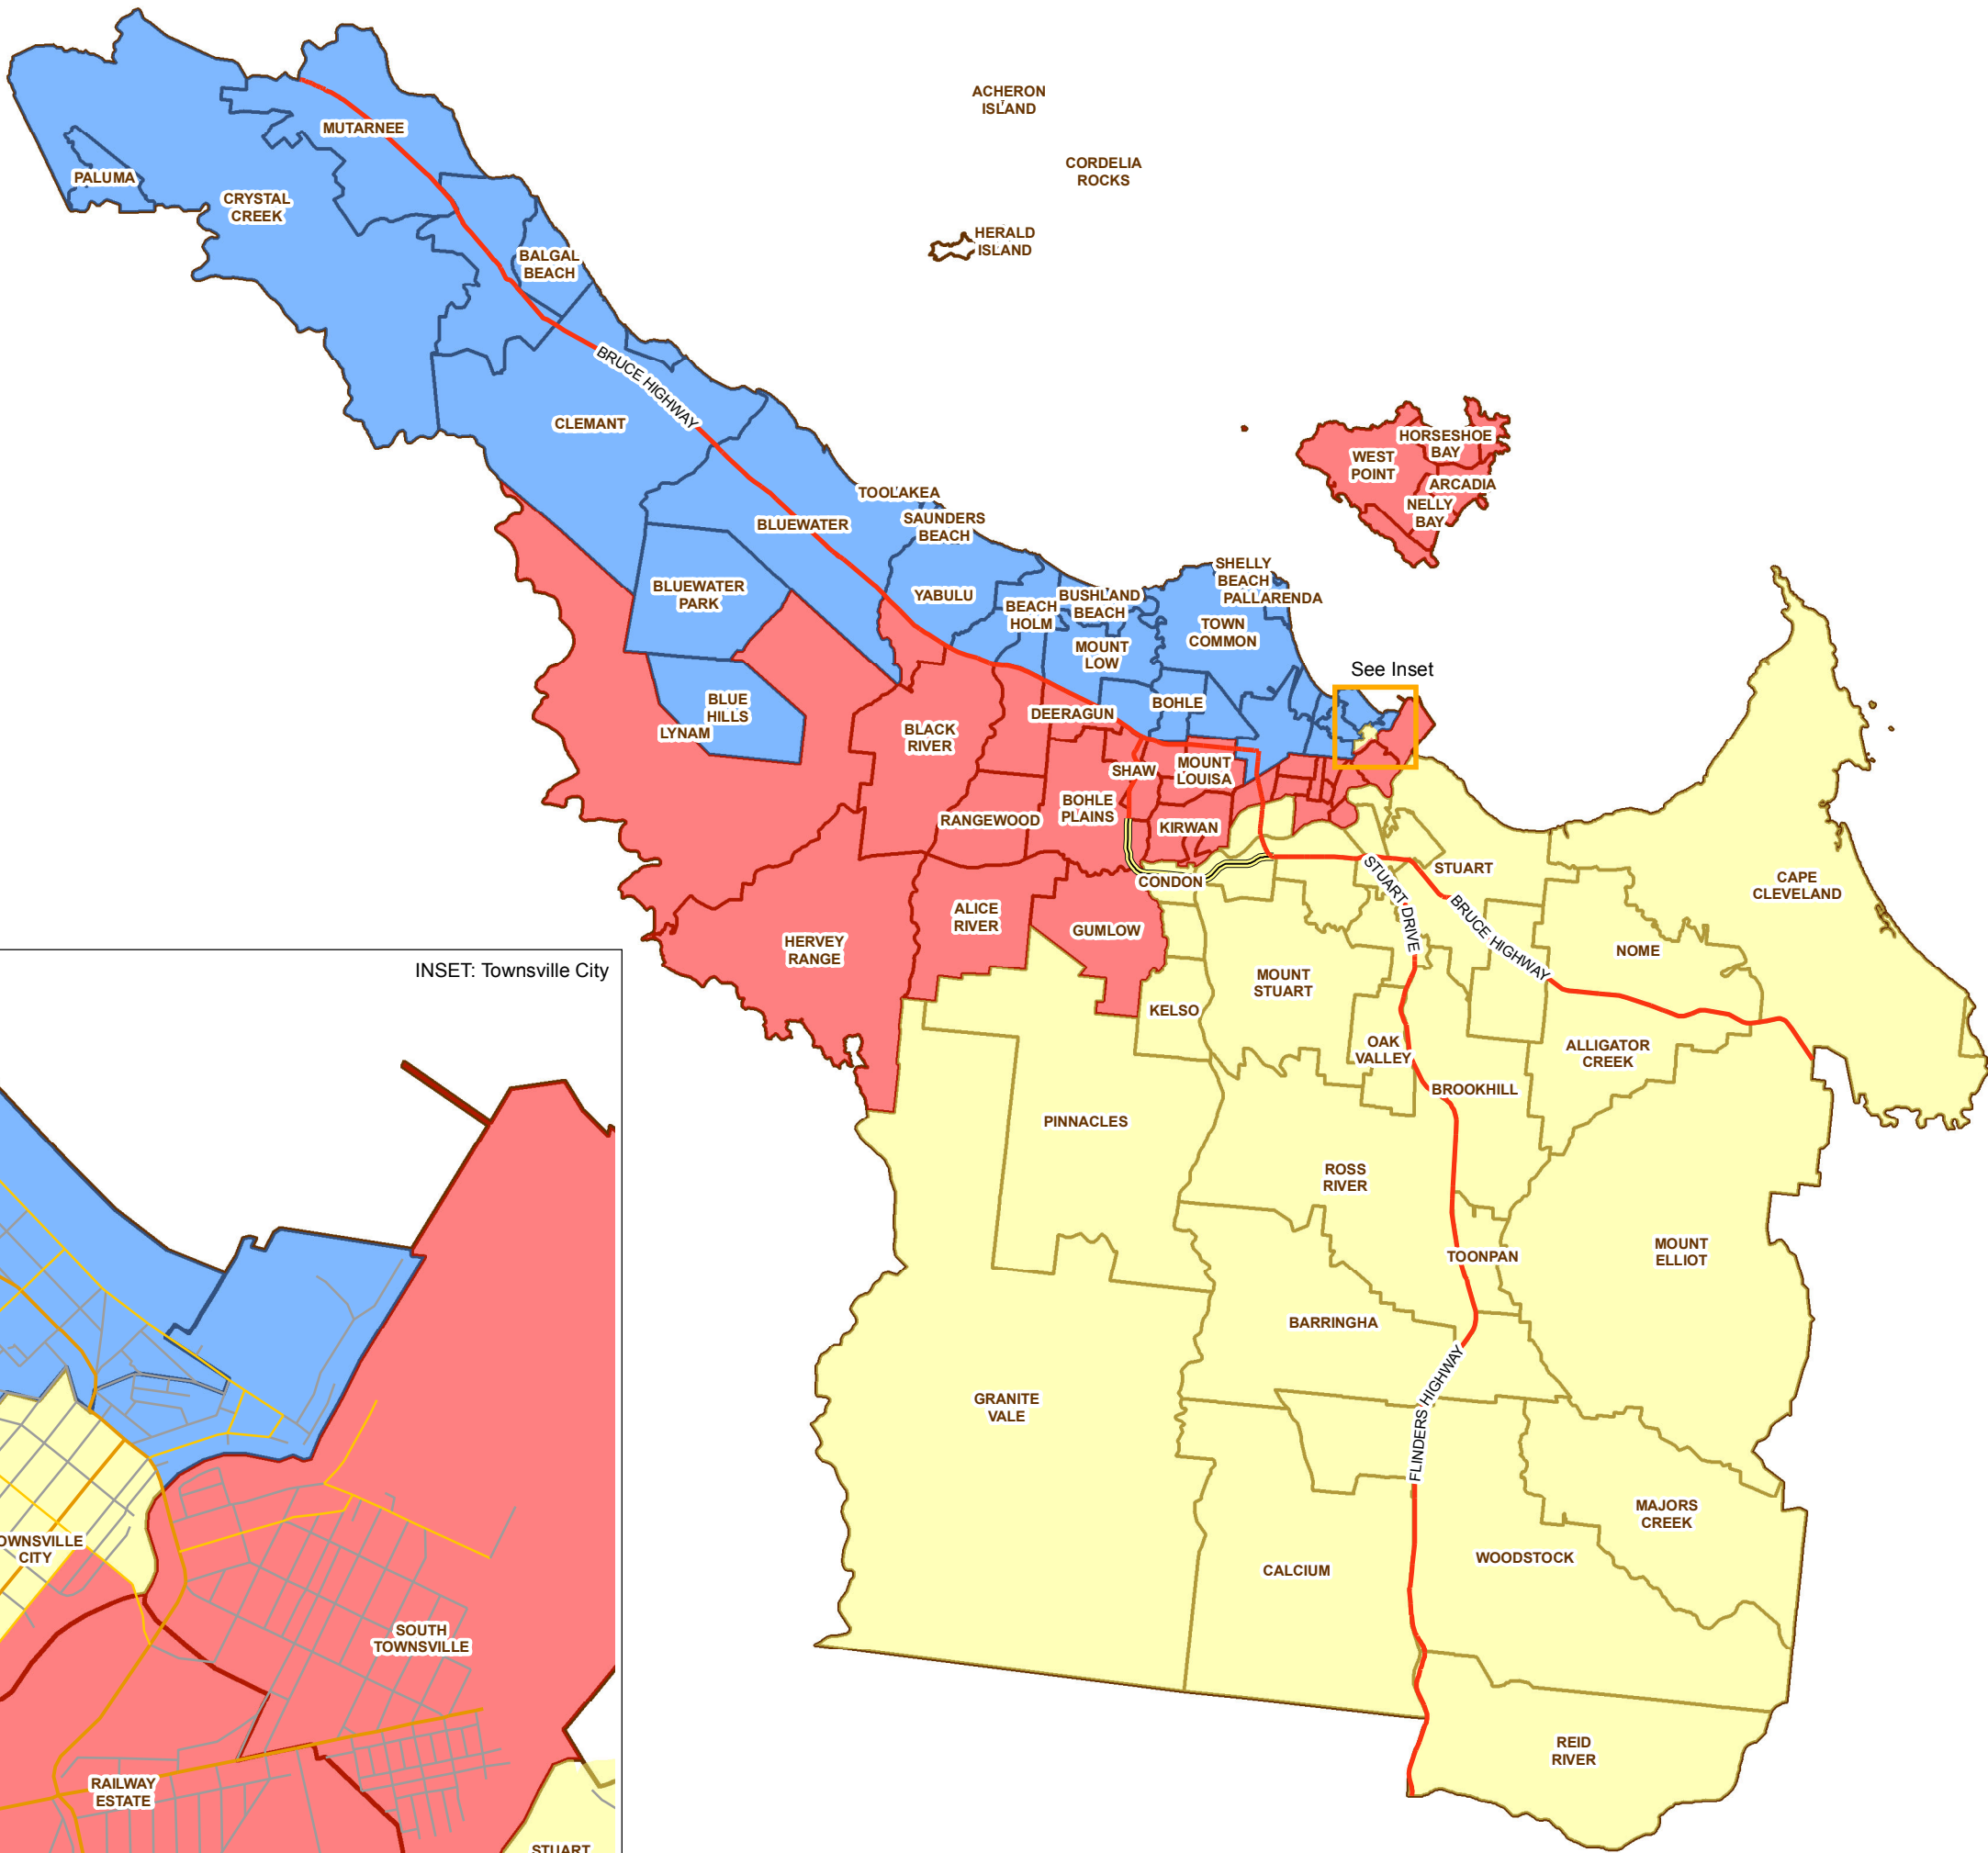 ACHERON
ISLAND
MUTARNEE
CORDELIA
ROCKS
PALUMA
CRYSTAL
CREEK
HERALD
ISLAND
BALGAL
BEACH
BRUCE HIGHWAY
CLEMANT
HORSESHOE
BAY
WEST
POINT
ARCADIA
NELLY
BAY
TOOLAKEA
SAUNDERS
BEACH
BLUEWATER
SHELLY
BEACH
PALLARENDA
BLUEWATER
PARK
YABULU
BEACH
HOLM
BUSHLAND
BEACH
TOWN
COMMON
MOUNT
LOW
See Inset
BLUE
HILLS
LYNAM
BLACK
RIVER
DEERAGUN
BOHLE
SHAW
MOUNT
LOUISA
BOHLE
PLAINS
RANGEWOOD
KIRWAN
STUART
CONDON
STUART DRIVE
CAPE
CLEVELAND
ALICE
RIVER
GUMLOW
BRUCE HIGHWAY
HERVEY
RANGE
NOME
MOUNT
STUART
KELSO
OAK
VALLEY
ALLIGATOR
CREEK
BROOKHILL
PINNACLES
ROSS
RIVER
TOONPAN
MOUNT
ELLIOT
BARRINGHA
GRANITE
VALE
FLINDERS HIGHWAY
MAJORS
CREEK
WOODSTOCK
CALCIUM
REID
RIVER
INSET: Townsville City
OWNSVILLE
CITY
SOUTH
TOWNSVILLE
RAILWAY
ESTATE
STUART